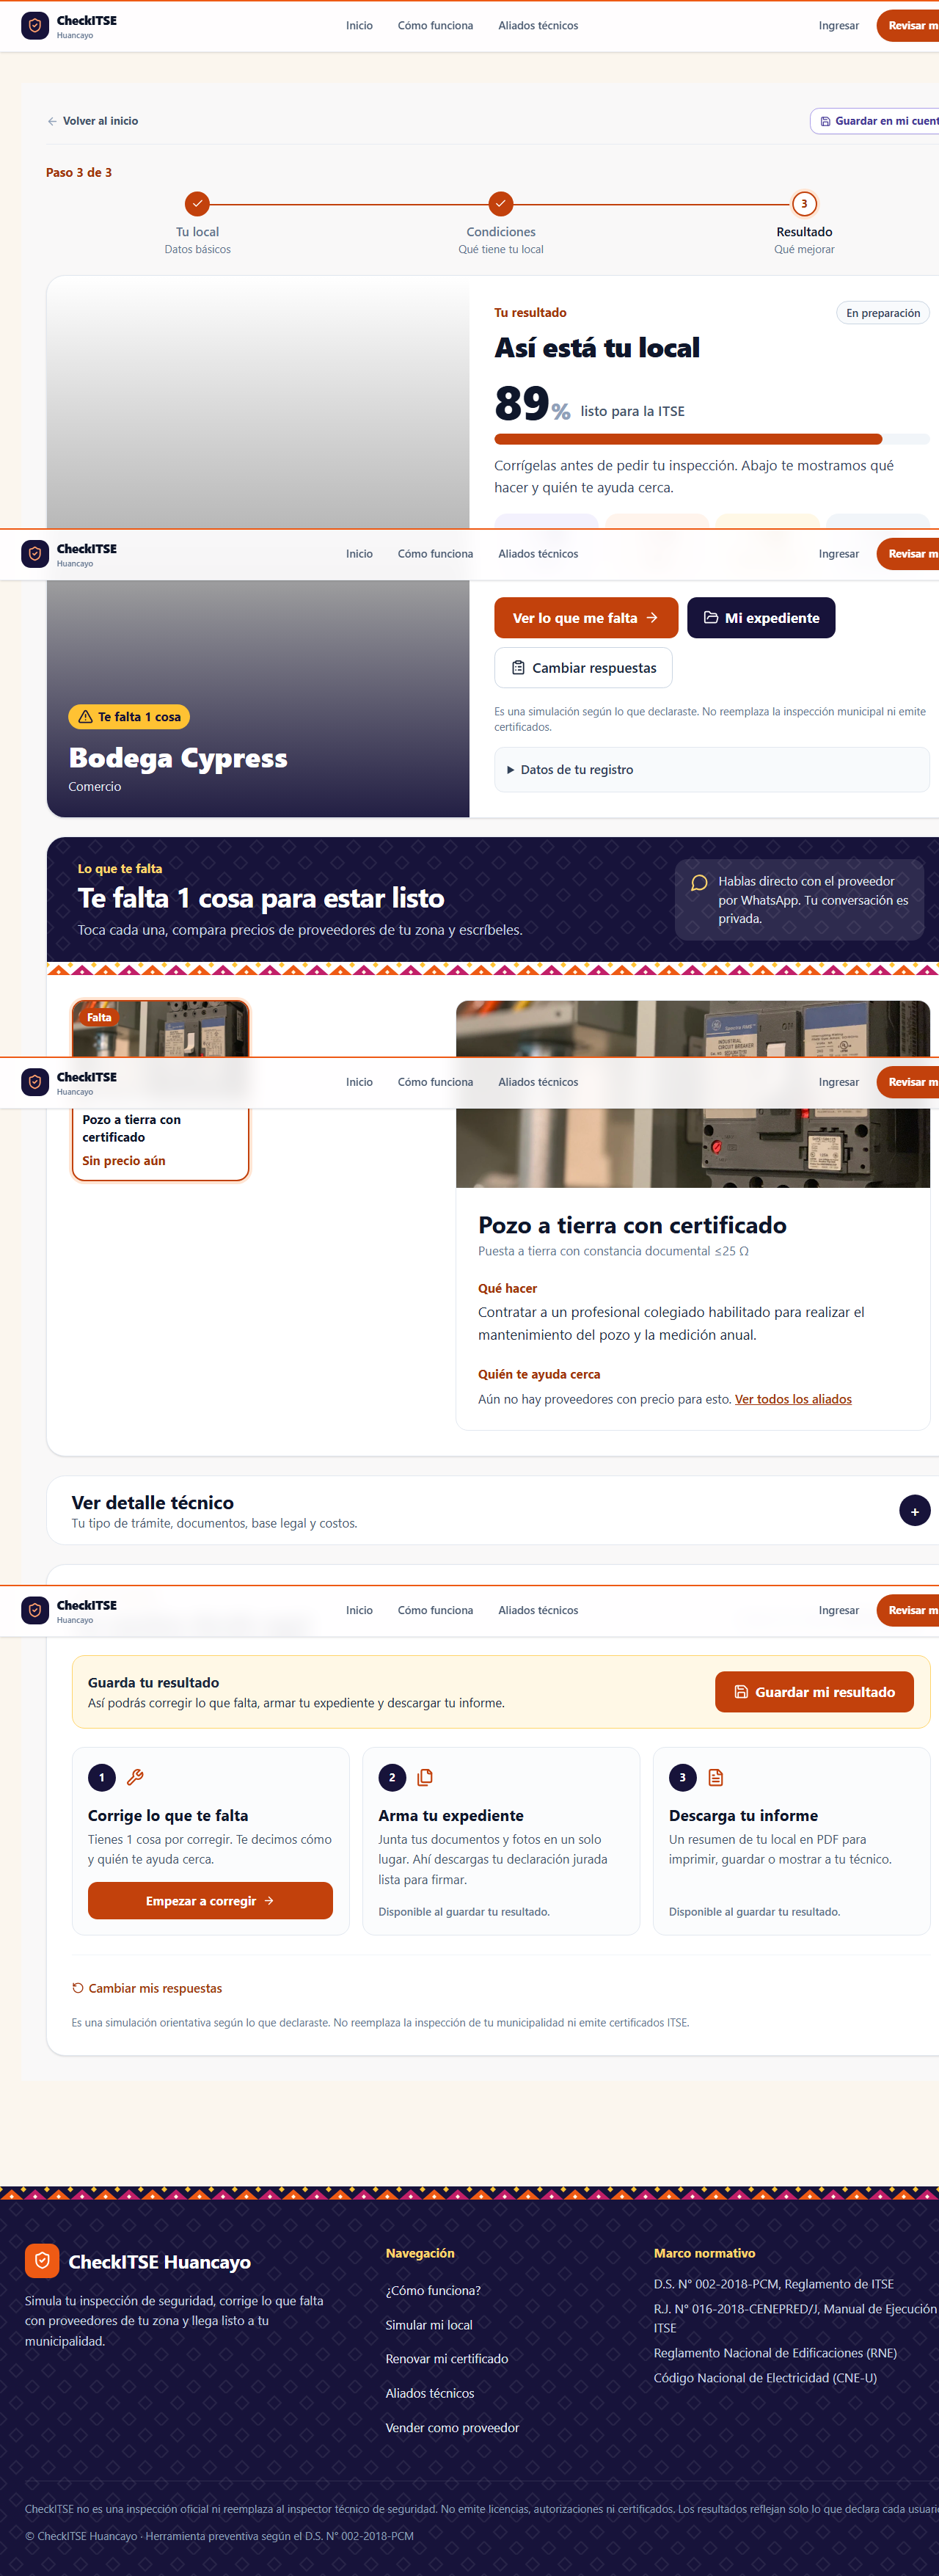 CheckITSE
Huancayo
Inicio
Cómo funciona
Aliados técnicos
Ingresar
Revisar m
Volver al inicio
Guardar en mi cuent
Paso 3 de 3
3
Tu local
Datos básicos
Condiciones
Qué tiene tu local
Resultado
Qué mejorar
Tu resultado
En preparación
Así está tu local
89% listo para la ITSE
Corrígelas antes de pedir tu inspección. Abajo te mostramos qué
hacer y quién te ayuda cerca.
CheckITSE
Huancayo
Inicio
Cómo funciona
Aliados técnicos
Ingresar
Revisar m
Ver lo que me falta
Mi expediente
Cambiar respuestas
Te falta 1 cosa
Bodega Cypress
Comercio
Es una simulación según lo que declaraste. No reemplaza la inspección municipal ni emite
certificados.
Datos de tu registro
Lo que te falta
Te falta 1 cosa para estar listo
Toca cada una, compara precios de proveedores de tu zona y escríbeles.
Hablas directo con el proveedor
por WhatsApp. Tu conversación es
privada.
Falta
CheckITSE
Huancayo
Inicio
Cómo funciona
Aliados técnicos
Ingresar
Revisar m
Pozo a tierra con
certificado
Sin precio aún
Pozo a tierra con certificado
Puesta a tierra con constancia documental ≤25 Ω
Qué hacer
Contratar a un profesional colegiado habilitado para realizar el
mantenimiento del pozo y la medición anual.
Quién te ayuda cerca
Aún no hay proveedores con precio para esto. Ver todos los aliados
Ver detalle técnico
Tu tipo de trámite, documentos, base legal y costos.
+
CheckITSE
Huancayo
Inicio
Cómo funciona
Aliados técnicos
Ingresar
Revisar m
Guarda tu resultado
Así podrás corregir lo que falta, armar tu expediente y descargar tu informe.
Guardar mi resultado
1
Corrige lo que te falta
Tienes 1 cosa por corregir. Te decimos cómo
y quién te ayuda cerca.
Empezar a corregir
2
Arma tu expediente
Junta tus documentos y fotos en un solo
lugar. Ahí descargas tu declaración jurada
lista para firmar.
Disponible al guardar tu resultado.
3
Descarga tu informe
Un resumen de tu local en PDF para
imprimir, guardar o mostrar a tu técnico.
Disponible al guardar tu resultado.
Cambiar mis respuestas
Es una simulación orientativa según lo que declaraste. No reemplaza la inspección de tu municipalidad ni emite certificados ITSE.
CheckITSE Huancayo
Simula tu inspección de seguridad, corrige lo que falta
con proveedores de tu zona y llega listo a tu
municipalidad.
Navegación
¿Cómo funciona?
Simular mi local
Renovar mi certificado
Aliados técnicos
Vender como proveedor
Marco normativo
D.S. N° 002-2018-PCM, Reglamento de ITSE
R.J. N° 016-2018-CENEPRED/J, Manual de Ejecución
ITSE
Reglamento Nacional de Edificaciones (RNE)
Código Nacional de Electricidad (CNE-U)
CheckITSE no es una inspección oficial ni reemplaza al inspector técnico de seguridad. No emite licencias, autorizaciones ni certificados. Los resultados reflejan solo lo que declara cada usuari
© CheckITSE Huancayo · Herramienta preventiva según el D.S. N° 002-2018-PCM